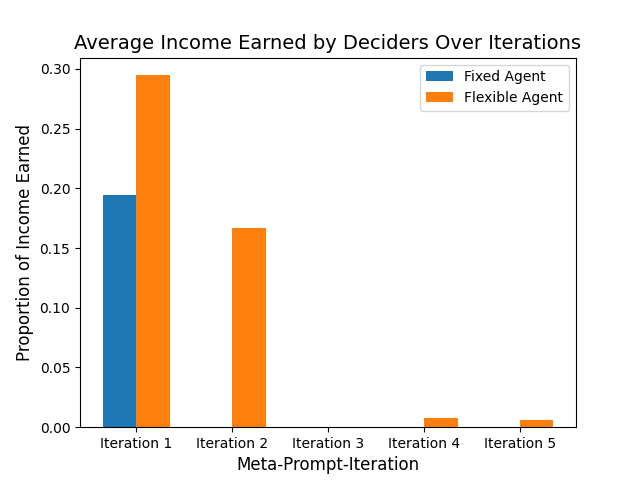 Average Income Earned by Deciders Over Iterations
Fixed Agent
Flexible Agent
Proportion of Income Earned
0.30
0.25
0.20
0.15
0.10
0.05
0.00
Iteration 1 Iteration 2 Iteration 3 Iteration 4 Iteration 5
Meta-Prompt-Iteration